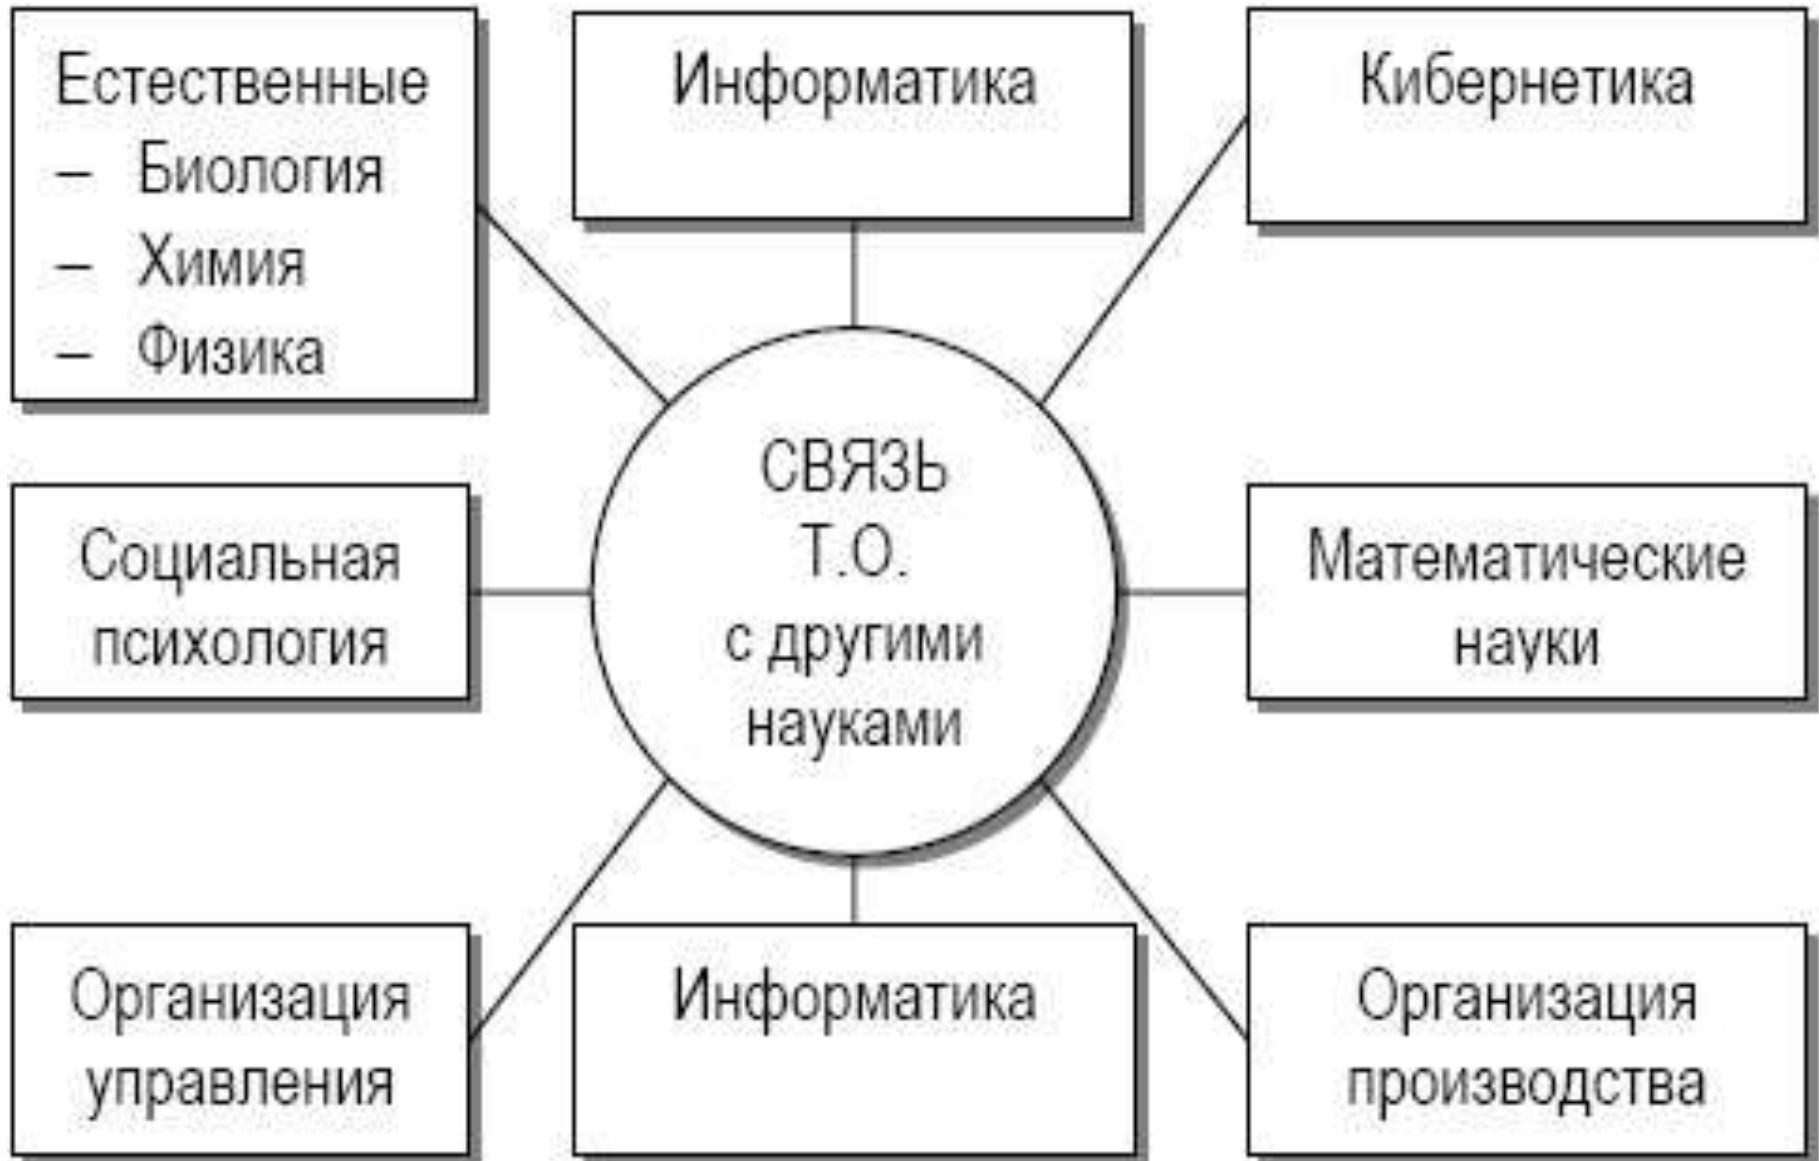 Естественные
– Биология
– Химия
– Физика
Информатика
Кибернетика
СВЯЗЬ
Т.О.
с другими
науками
Социальная
психология
Математические
науки
Организация
управления
Информатика
Организация
производства